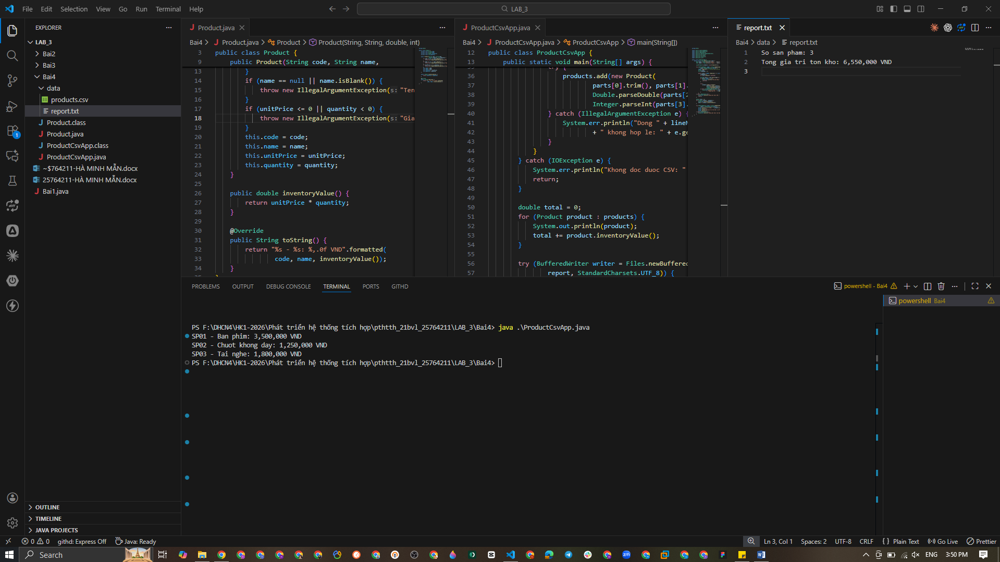 File Edit Selection View Go Run Terminal Help
LAB_3
EXPLORER
LAB_3
Bai2
Bai3
Bai4
data
products.csv
report.txt
Product.class
Product.java
ProductCsvApp.class
ProductCsvApp.java
~$764211-HÀ MINH MẪN.docx
25764211-HÀ MINH MẪN.docx
Bai1.java
OUTLINE
TIMELINE
JAVA PROJECTS
Product.java
Bai4 > Product.java > Product > Product(String, String, double, int)
3 public class Product {
9 public Product(String code, String name,
13 }
14 if (name == null || name.isBlank()) {
15 throw new IllegalArgumentException(s: "Ten
16 }
17 if (unitPrice <= 0 || quantity < 0) {
18 throw new IllegalArgumentException(s: "Gia
19 }
20 this.code = code;
21 this.name = name;
22 this.unitPrice = unitPrice;
23 this.quantity = quantity;
24 }
25
26 public double inventoryValue() {
27 return unitPrice * quantity;
28 }
29
30 @Override
31 public String toString() {
32 return "%s - %s: %,.0f VND".formatted(
33 code, name, inventoryValue());
34 }
ProductCsvApp.java
Bai4 > ProductCsvApp.java > ProductCsvApp > main(String[])
12 public class ProductCsvApp {
13 public static void main(String[] args) {
try {
36 products.add(new Product(
37 parts[0].trim(), parts[1].
38 Double.parseDouble(parts[2
39 Integer.parseInt(parts[3].
40 } catch (IllegalArgumentException e) {
41 System.err.println("Dong " + lineN
42 + " khong hop le: " + e.ge
43 }
44 }
45 } catch (IOException e) {
46 System.err.println("Khong doc duoc CSV: "
47 return;
48 }
49
50 double total = 0;
51 for (Product product : products) {
52 System.out.println(product);
53 total += product.inventoryValue();
54 }
55
56 try (BufferedWriter writer = Files.newBuffered
57 report, StandardCharsets.UTF_8)) {
report.txt
Bai4 > data > report.txt
1 So san pham: 3
2 Tong gia tri ton kho: 6,550,000 VND
3
PROBLEMS OUTPUT DEBUG CONSOLE TERMINAL PORTS GITHD
powershell - Bai4
powershell Bai4
PS F:\DHCN4\HK1-2026\Phát triển hệ thống tích hợp\pthtth_21bvl_25764211\LAB_3\Bai4> java .\ProductCsvApp.java
SP01 - Ban phim: 3,500,000 VND
SP02 - Chuot khong day: 1,250,000 VND
SP03 - Tai nghe: 1,800,000 VND
PS F:\DHCN4\HK1-2026\Phát triển hệ thống tích hợp\pthtth_21bvl_25764211\LAB_3\Bai4>
0 0 githd: Express Off Java: Ready
Ln 3, Col 1 Spaces: 2 UTF-8 CRLF {} Plain Text Go Live Prettier
Search
ENG 3:50 PM